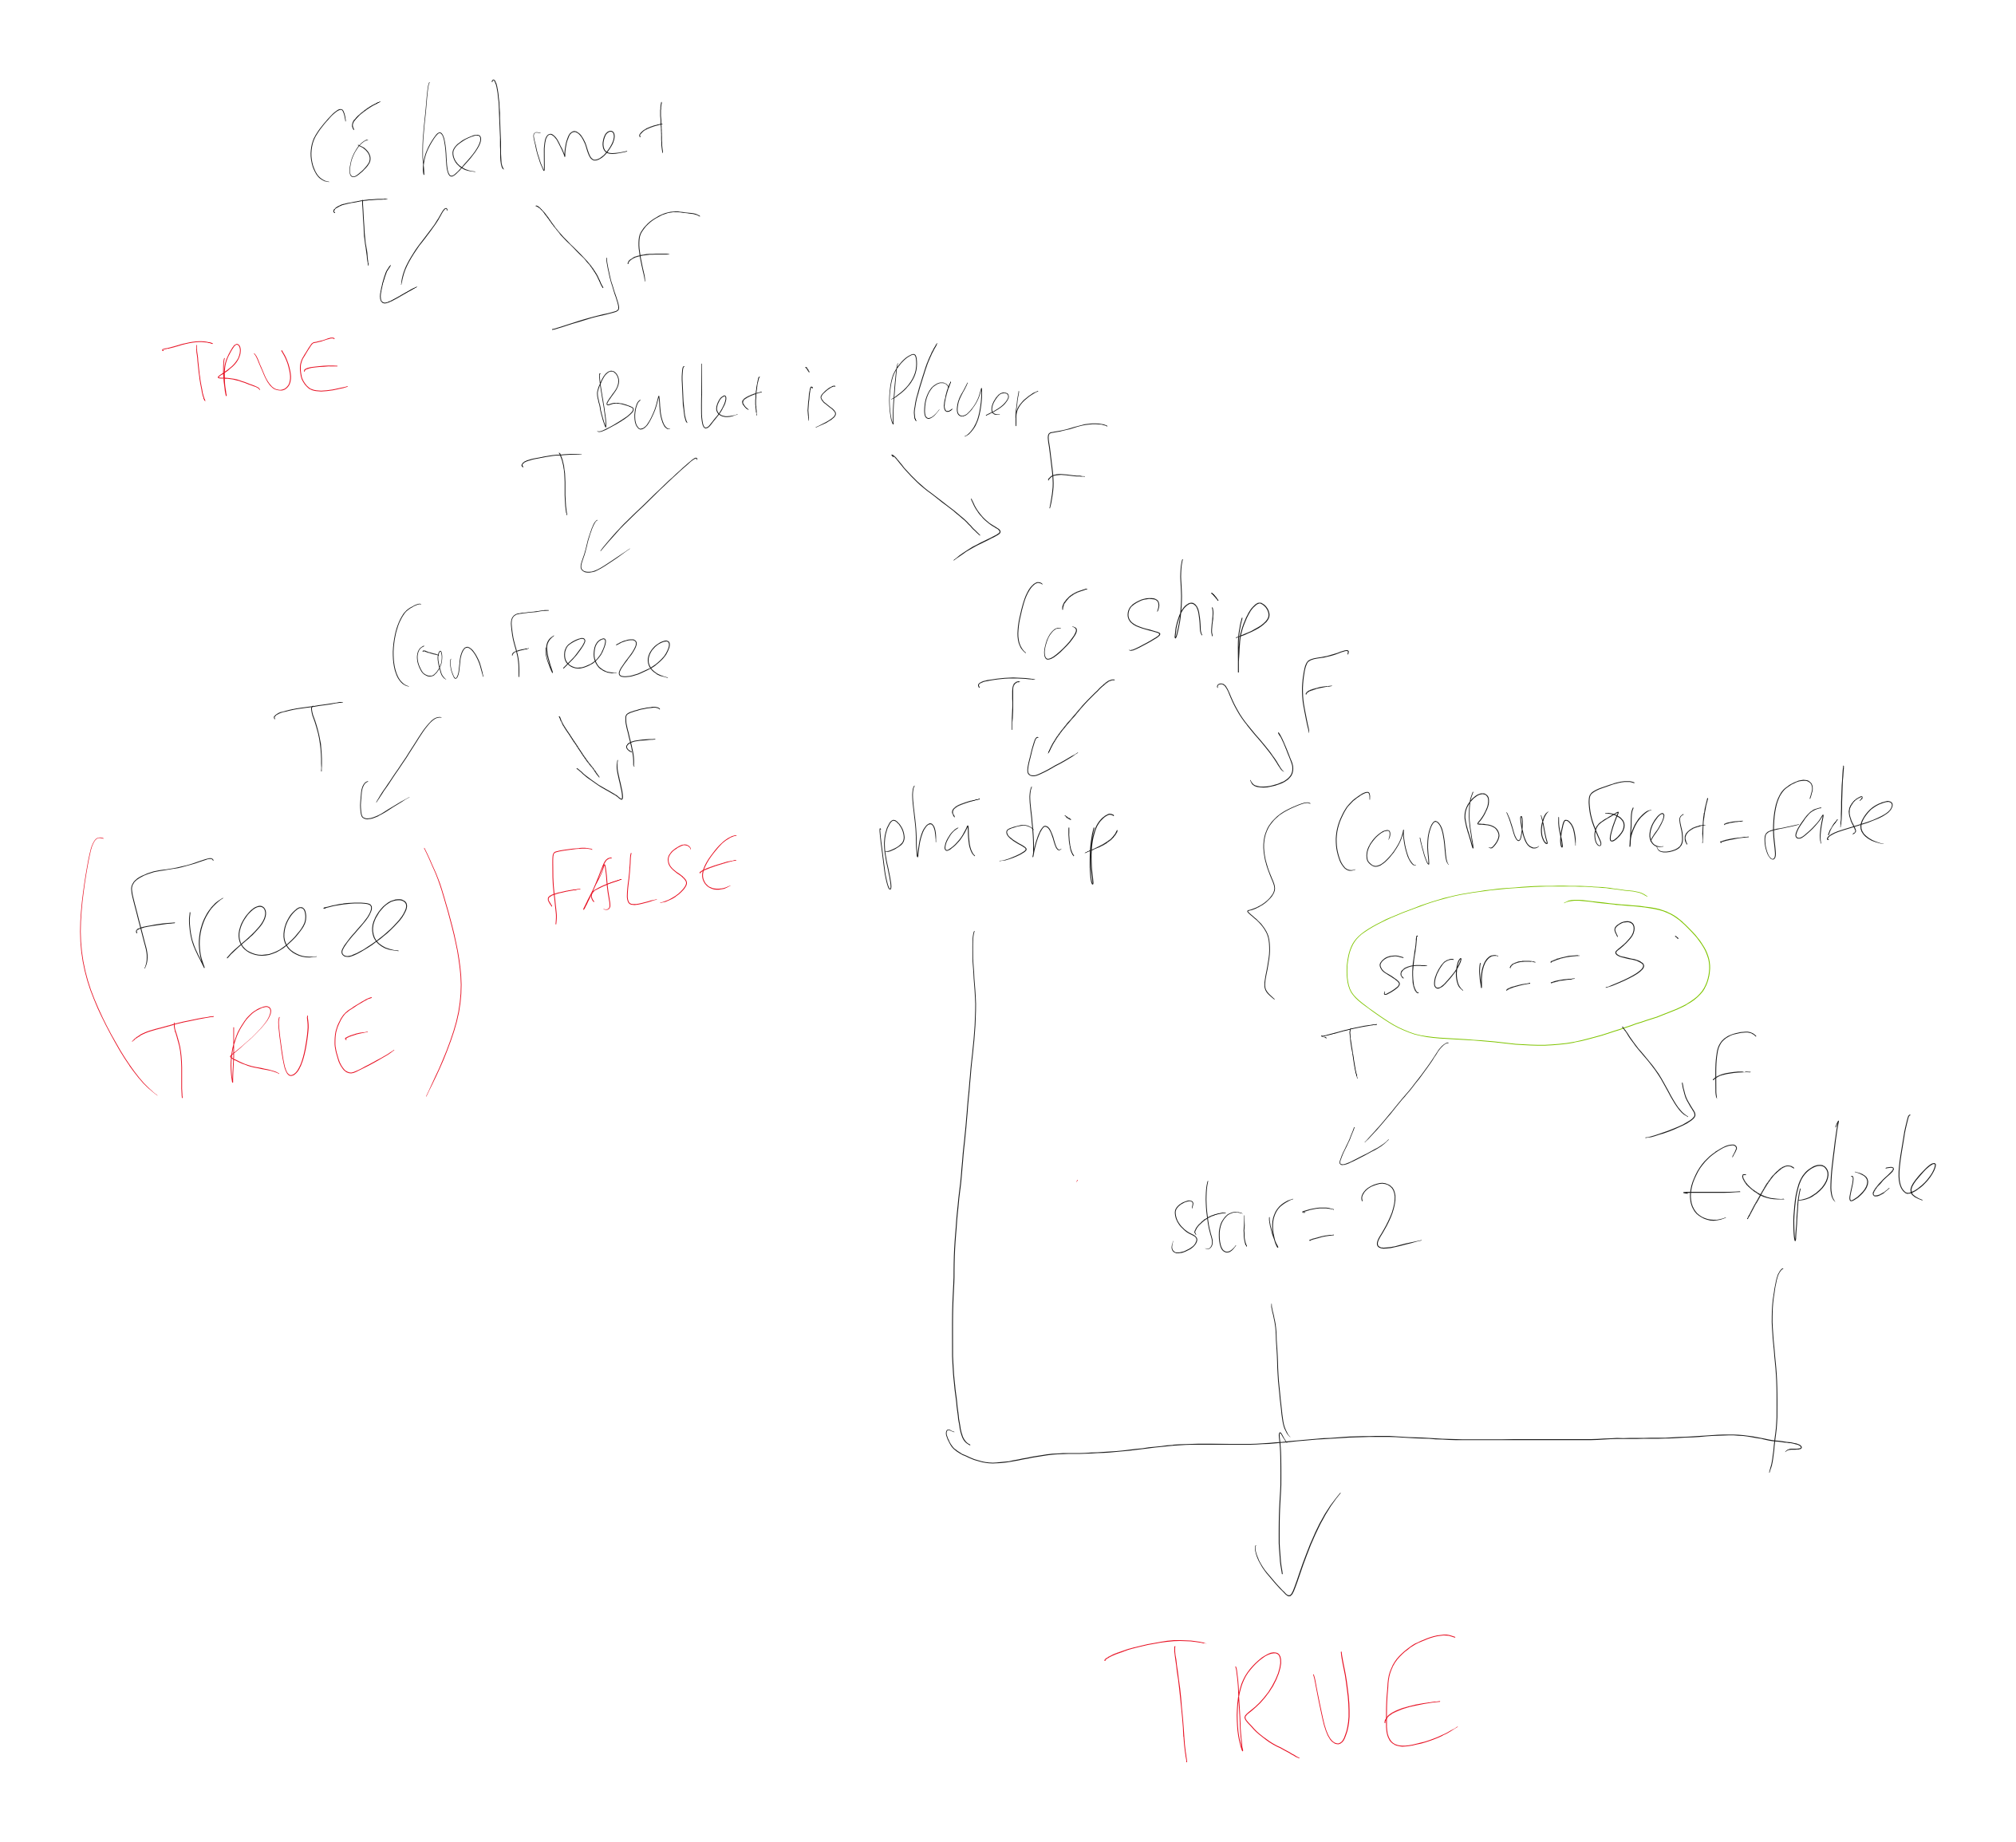 Có helmet
T F
TRUE
Bullet is Player
T F
Can Freeze
Có ship
T F
T F
phá ship
CanBurnFront = false
Freeze
FALSE
star == 3
TRUE
T F
star = 2
Explode
TRUE